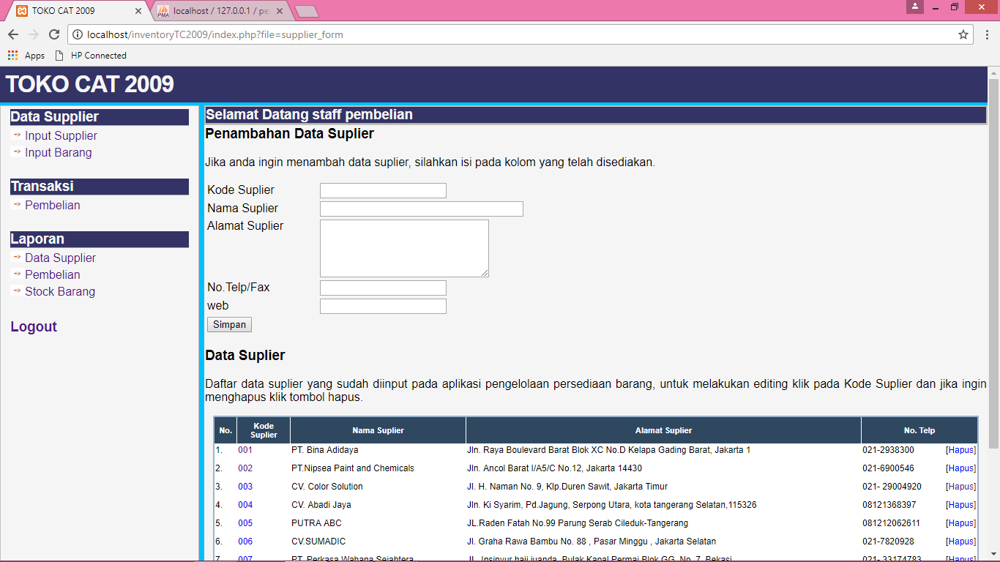 TOKO CAT 2009
localhost / 127.0.0.1 / pe
localhost/inventoryTC2009/index.php?file=supplier_form
Apps
HP Connected
TOKO CAT 2009
Data Supplier
Input Supplier
Input Barang
Transaksi
Pembelian
Laporan
Data Supplier
Pembelian
Stock Barang
Logout
Selamat Datang staff pembelian
Penambahan Data Suplier
Jika anda ingin menambah data suplier, silahkan isi pada kolom yang telah disediakan.
Kode Suplier
Nama Suplier
Alamat Suplier
No.Telp/Fax
web
Simpan
Data Suplier
Daftar data suplier yang sudah diinput pada aplikasi pengelolaan persediaan barang, untuk melakukan editing klik pada Kode Suplier dan jika ingin
menghapus klik tombol hapus.
No. Kode Suplier Nama Suplier Alamat Suplier No. Telp
1. 001 PT. Bina Adidaya Jln. Raya Boulevard Barat Blok XC No.D Kelapa Gading Barat, Jakarta 1 021-2938300 [Hapus]
2. 002 PT.Nipsea Paint and Chemicals Jln. Ancol Barat I/A5/C No.12, Jakarta 14430 021-6900546 [Hapus]
3. 003 CV. Color Solution Jl. H. Naman No. 9, Klp.Duren Sawit, Jakarta Timur 021- 29004920 [Hapus]
4. 004 CV. Abadi Jaya Jln. Ki Syarim, Pd.Jagung, Serpong Utara, kota tangerang Selatan,115326 08121368397 [Hapus]
5. 005 PUTRA ABC JL.Raden Fatah No.99 Parung Serab Cileduk-Tangerang 081212062611 [Hapus]
6. 006 CV.SUMADIC Jl. Graha Rawa Bambu No. 88 , Pasar Minggu , Jakarta Selatan 021-7820928 [Hapus]
7. 007 PT. Perkasa Wahana Sejahtera JL. Insinyur haji juanda, Bulak Kapal Permai Blok GG. No. 7, Bekasi 021- 33174783 [Hapus]